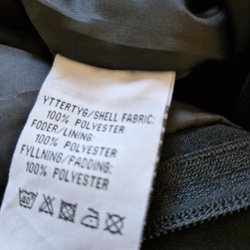 YTTERTYG/SHELL FABRIC:
100% POLYESTER
FODER/LINING:
100% POLYESTER
FYLLNING/PADDING:
100% POLYESTER